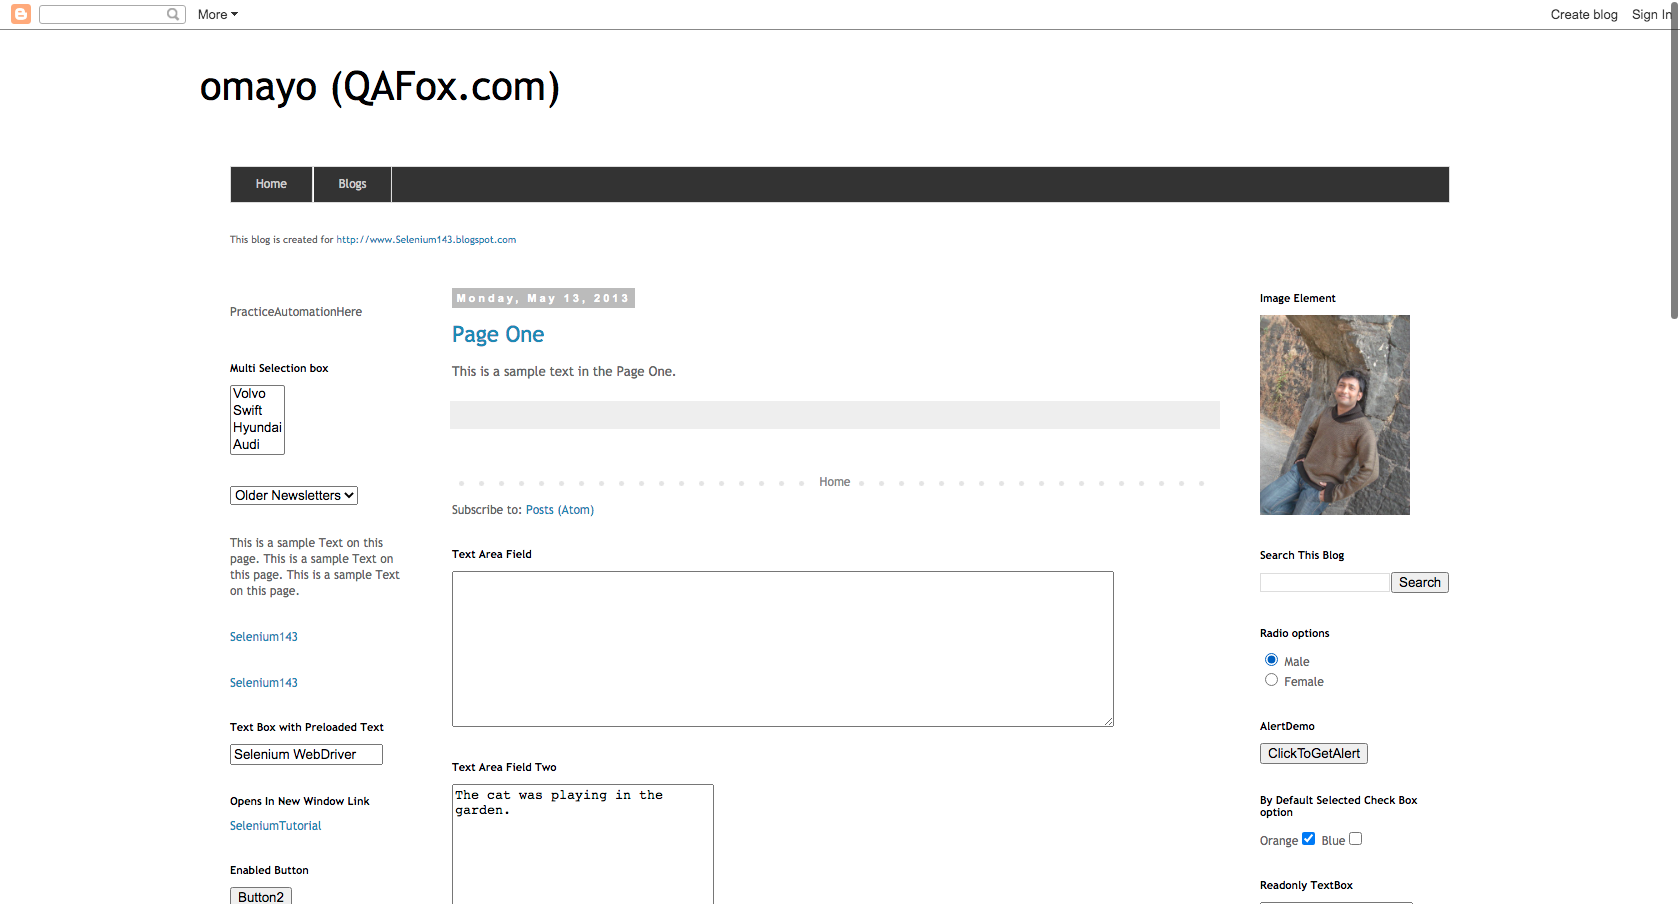 More
Create blog
Sign In
omayo (QAFox.com)
Home
Blogs
This blog is created for http://www.Selenium143.blogspot.com
PracticeAutomationHere
Multi Selection box
Volvo
Swift
Hyundai
Audi
Older Newsletters
This is a sample Text on this
page. This is a sample Text on
this page. This is a sample Text
on this page.
Selenium143
Selenium143
Text Box with Preloaded Text
Selenium WebDriver
Opens In New Window Link
SeleniumTutorial
Enabled Button
Button2
Monday, May 13, 2013
Page One
This is a sample text in the Page One.
Home
Subscribe to: Posts (Atom)
Text Area Field
Text Area Field Two
The cat was playing in the
garden.
Image Element
Search This Blog
Search
Radio options
Male
Female
AlertDemo
ClickToGetAlert
By Default Selected Check Box
option
Orange Blue
Readonly TextBox